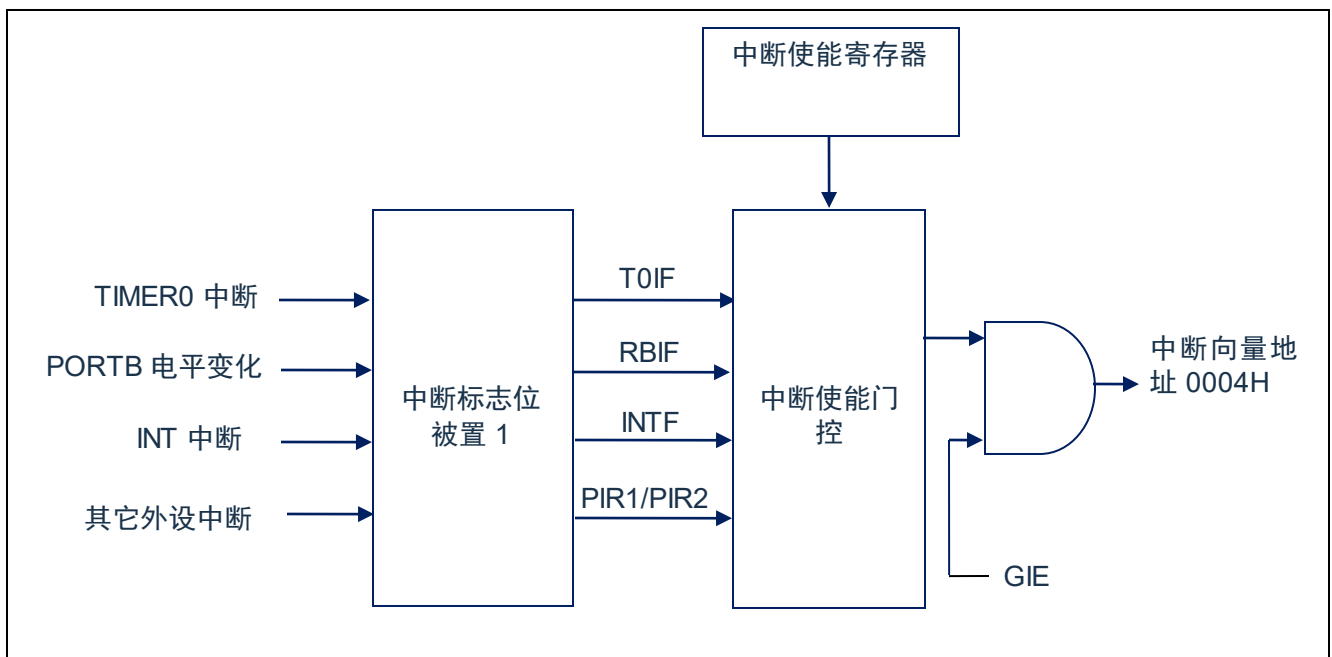 中断使能寄存器
TIMER0 中断
PORTB 电平变化
INT 中断
其它外设中断
中断标志位
被置 1
T0IF
RBIF
INTF
PIR1/PIR2
中断使能门
控
中断向量地
址 0004H
GIE